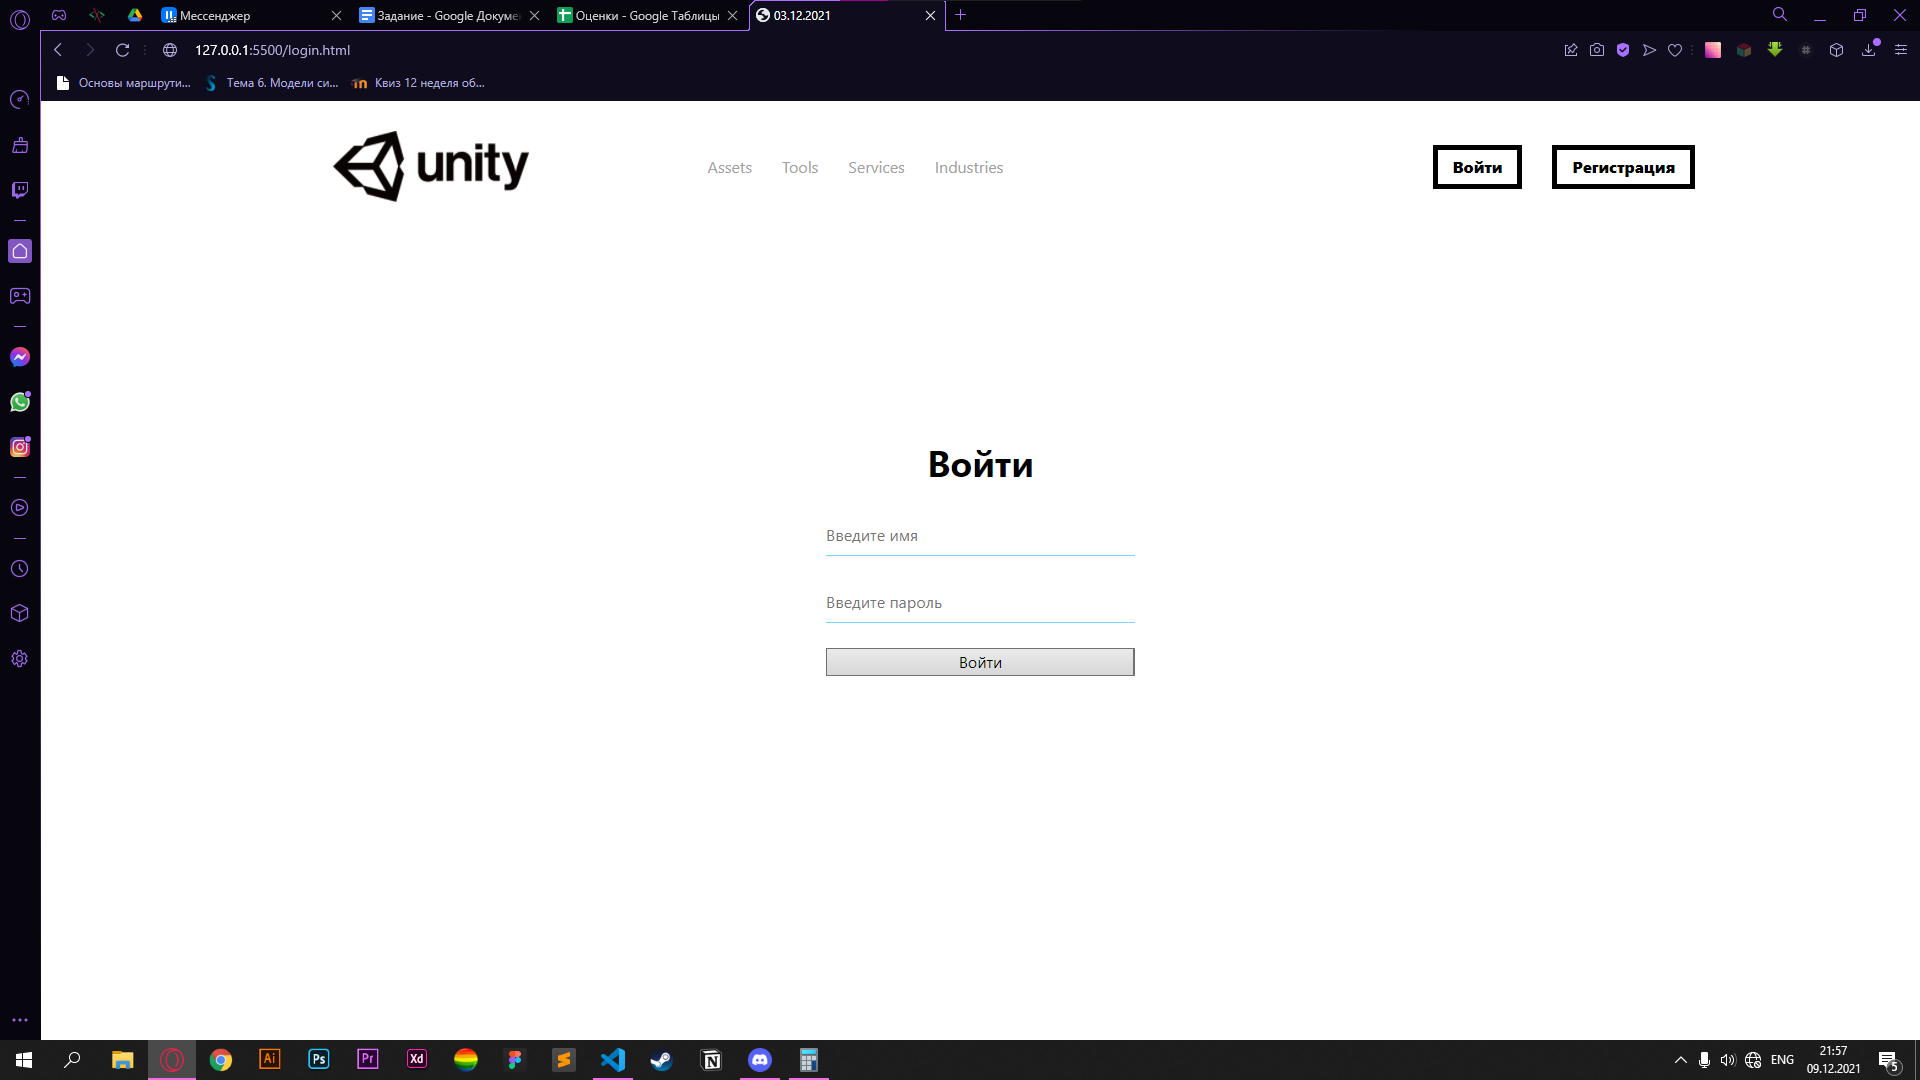 Мессенджер
Задание - Google Докуме
Оценки - Google Таблицы
03.12.2021
127.0.0.1:5500/login.html
Основы маршрути...
Тема 6. Модели си...
Квиз 12 неделя об...
unity
Assets
Tools
Services
Industries
Войти
Регистрация
Войти
Введите имя
Введите пароль
Войти
Ai
Ps
Pr
Xd
ENG
21:57
09.12.2021
5